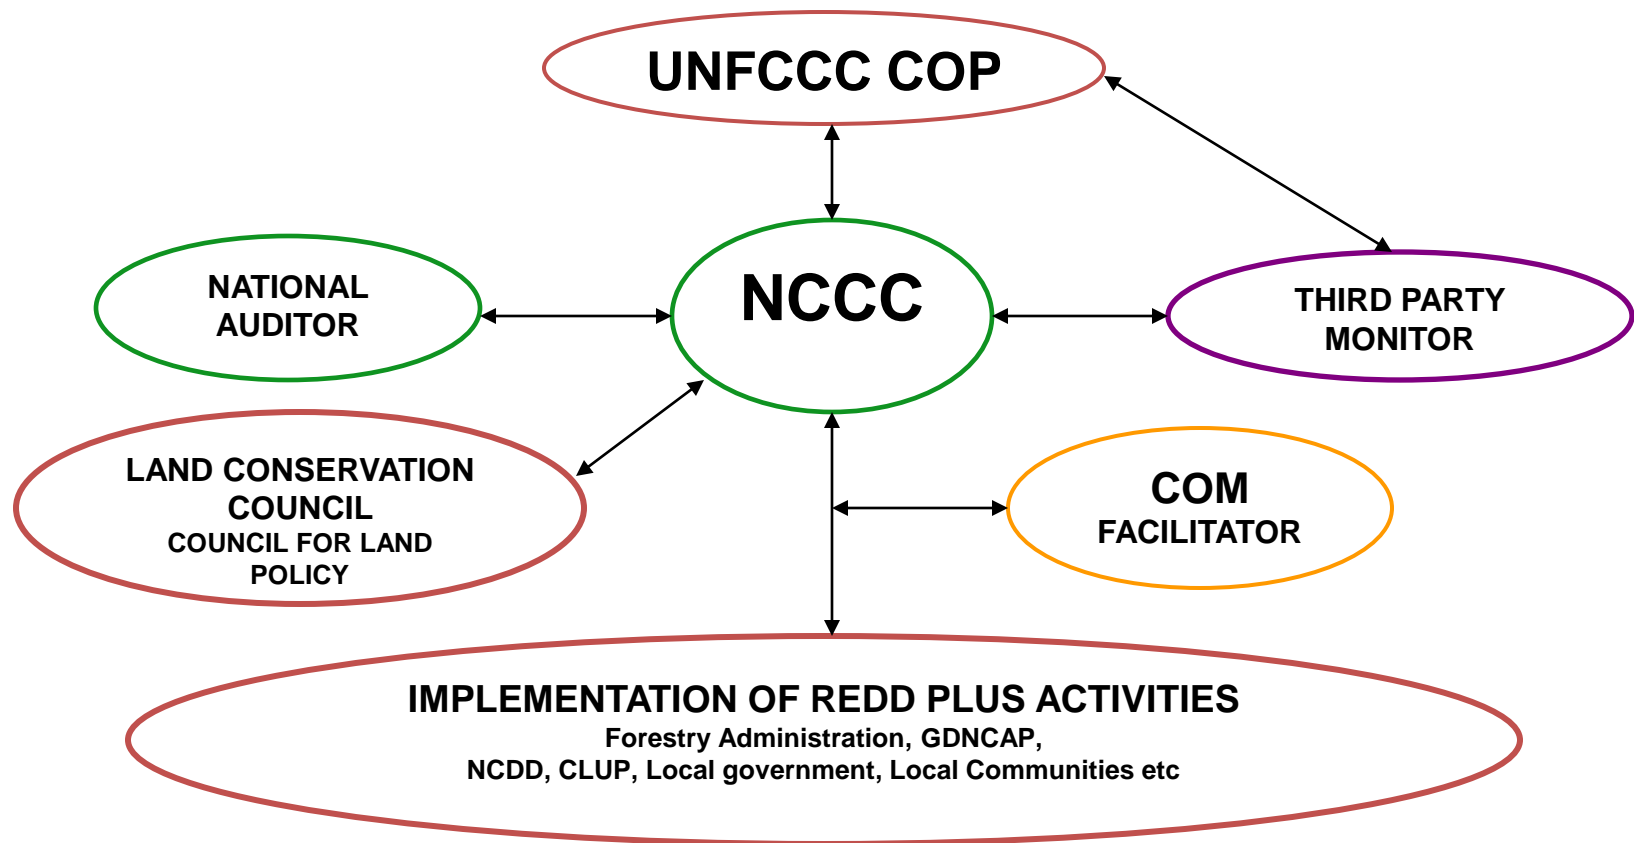 UNFCCC COP
NCCC
NATIONAL
AUDITOR
THIRD PARTY
MONITOR
LAND CONSERVATION
COUNCIL
COUNCIL FOR LAND
POLICY
COM
FACILITATOR
IMPLEMENTATION OF REDD PLUS ACTIVITIES
Forestry Administration, GDNCAP,
NCDD, CLUP, Local government, Local Communities etc